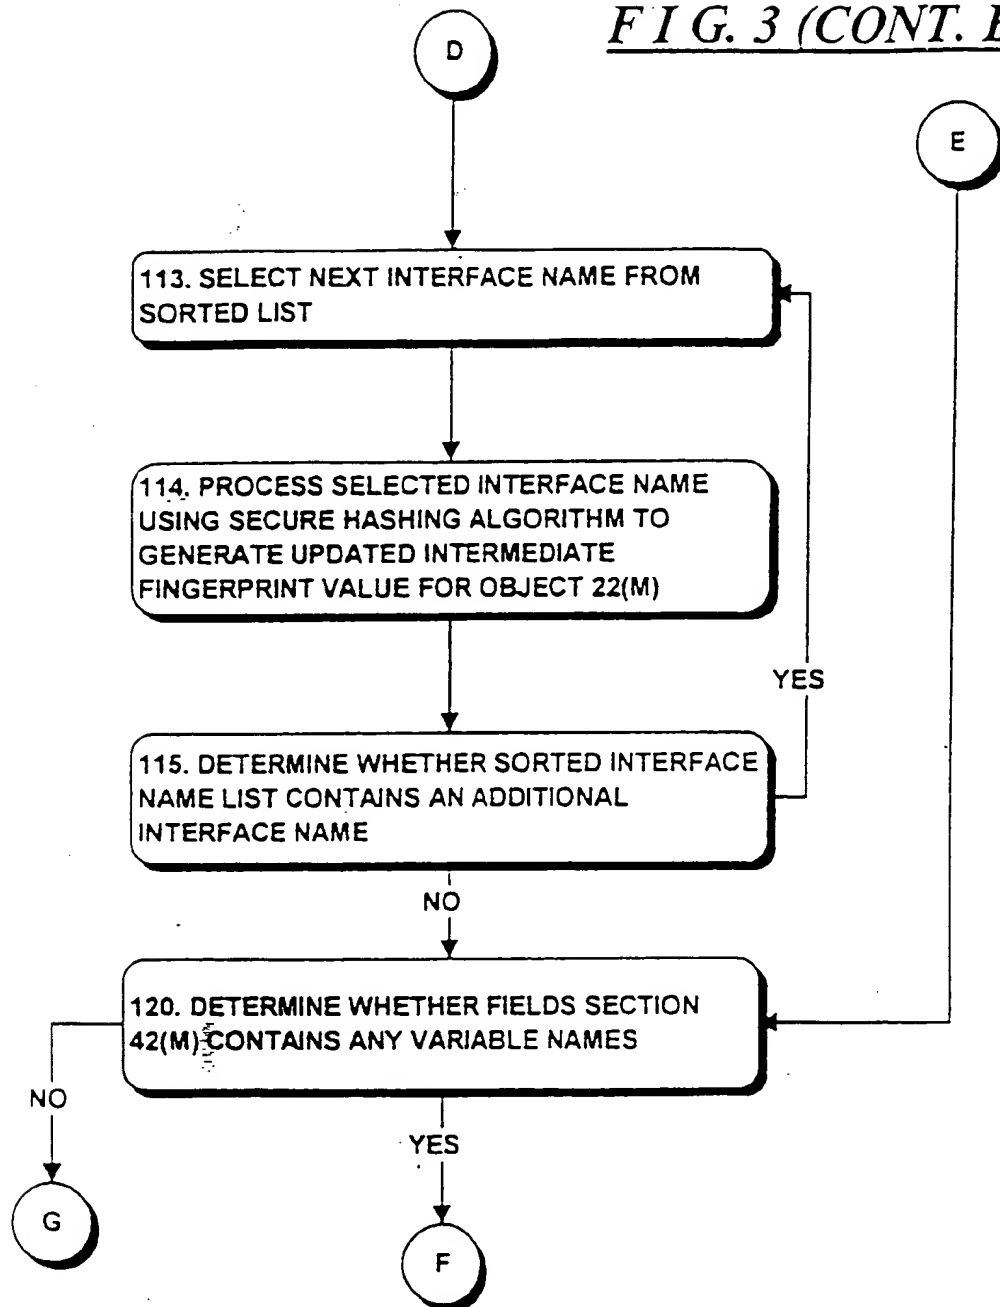 F I G. 3 (CONT. B
D
E
113. SELECT NEXT INTERFACE NAME FROM
SORTED LIST
114. PROCESS SELECTED INTERFACE NAME
USING SECURE HASHING ALGORITHM TO
GENERATE UPDATED INTERMEDIATE
FINGERPRINT VALUE FOR OBJECT 22(M)
YES
115. DETERMINE WHETHER SORTED INTERFACE
NAME LIST CONTAINS AN ADDITIONAL
INTERFACE NAME
NO
120. DETERMINE WHETHER FIELDS SECTION
42(M) CONTAINS ANY VARIABLE NAMES
NO
YES
G
F